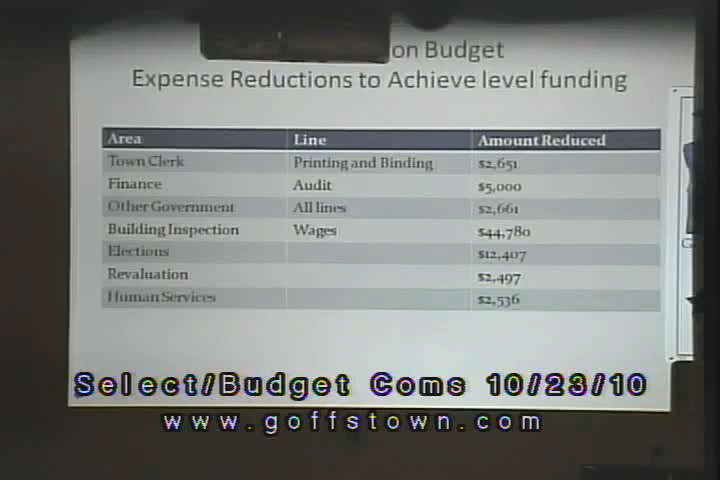 on Budget
Expense Reductions to Achieve level funding
Area Line Amount Reduced
Town Clerk Printing and Binding $2,651
Finance Audit $5,000
Other Government All lines $2,661
Building Inspection Wages $44,780
Elections $12,407
Revaluation $2,497
Human Services $2,536
Select/Budget Coms 10/23/10
www.goffstown.com